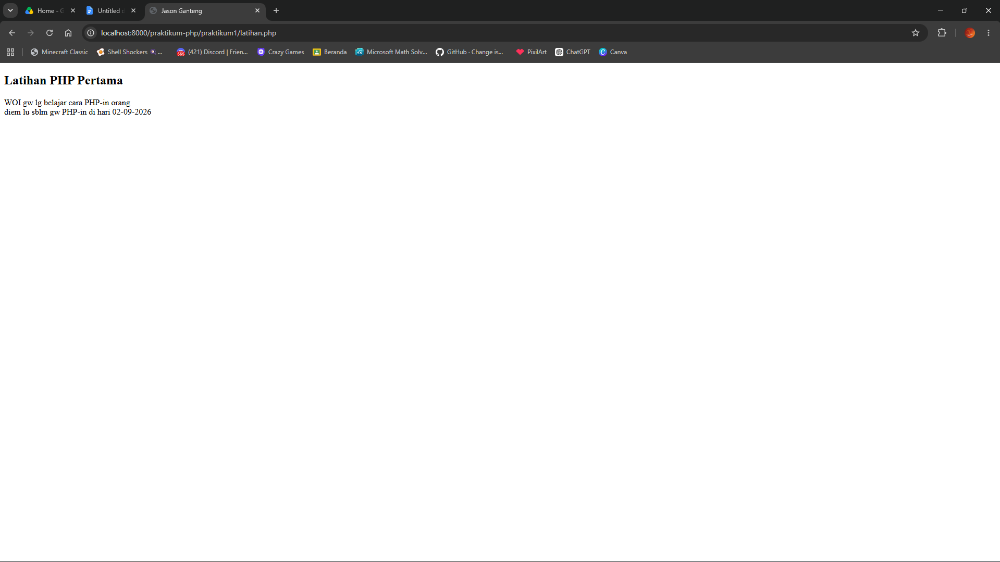 Home - G
Untitled d
Jason Ganteng
localhost:8000/praktikum-php/praktikum1/latihan.php
Minecraft Classic
Shell Shockers
...
565
(421) Discord | Frien...
Crazy Games
Beranda
Microsoft Math Solv...
GitHub · Change is...
PixilArt
ChatGPT
Canva
Latihan PHP Pertama
WOI gw lg belajar cara PHP-in orang
diem lu sblm gw PHP-in di hari 02-09-2026